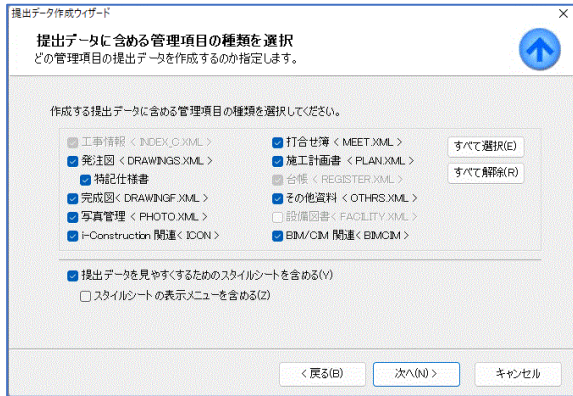 提出データ作成ウィザード
提出データに含める管理項目の種類を選択
どの管理項目の提出データを作成するのか指定します。
作成する提出データに含める管理項目の種類を選択してください。
工事情報 < INDEX_C.XML >
発注図 < DRAWINGS.XML >
特記仕様書
完成図< DRAWINGF.XML >
写真管理 < PHOTO.XML >
i-Construction 関連< ICON >
打合せ簿 < MEET.XML >
施工計画書 < PLAN.XML >
台帳 < REGISTER.XML >
その他資料 < OTHRS.XML >
設備図書< FACILITY.XML >
BIM/CIM 関連< BIMCIM >
すべて選択(E)
すべて解除(R)
提出データを見やすくするためのスタイルシートを含める(Y)
スタイルシートの表示メニューを含める(Z)
< 戻る(B)
次へ(N) >
キャンセル